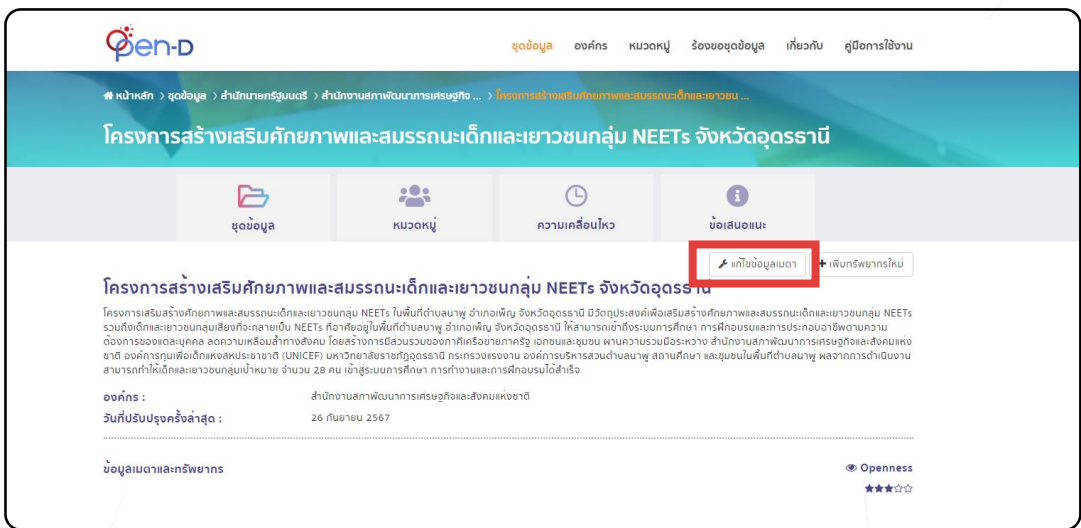 Open-D
ชุดข้อมูล องค์กร หมวดหมู่ ร้องขอชุดข้อมูล เกี่ยวกับ คู่มือการใช้งาน
หน้าหลัก > ชุดข้อมูล > สำนักนายกรัฐมนตรี > สำนักงานสภาพัฒนาการเศรษฐกิจ ... > โครงการสร้างเสริมศักยภาพและสมรรถนะเด็กและเยาวชน ...
โครงการสร้างเสริมศักยภาพและสมรรถนะเด็กและเยาวชนกลุ่ม NEETs จังหวัดอุดรธานี
ชุดข้อมูล หมวดหมู่ ความเคลื่อนไหว ข้อเสนอแนะ
แก้ไขข้อมูลเมตา + เพิ่มทรัพยากรใหม่
โครงการสร้างเสริมศักยภาพและสมรรถนะเด็กและเยาวชนกลุ่ม NEETs จังหวัดอุดรธานี
โครงการเสริมสร้างศักยภาพและสมรรถนะเด็กและเยาวชนกลุ่ม NEETs ในพื้นที่ตำบลนาพู่ อำเภอเพ็ญ จังหวัดอุดรธานี มีวัตถุประสงค์เพื่อเสริมสร้างศักยภาพและสมรรถนะเด็กและเยาวชนกลุ่ม NEETs
รวมถึงเด็กและเยาวชนกลุ่มเสี่ยงที่จะกลายเป็น NEETs ที่อาศัยอยู่ในพื้นที่ตำบลนาพู่ อำเภอเพ็ญ จังหวัดอุดรธานี ให้สามารถเข้าถึงระบบการศึกษา การฝึกอบรมและการประกอบอาชีพตามความ
ต้องการของแต่ละบุคคล ลดความเหลื่อมล้ำทางสังคม โดยสร้างการมีส่วนร่วมของภาคีเครือข่ายภาครัฐ เอกชนและชุมชน ผ่านความร่วมมือระหว่าง สำนักงานสภาพัฒนาการเศรษฐกิจและสังคมแห่ง
ชาติ องค์การทุนเพื่อเด็กแห่งสหประชาชาติ (UNICEF) มหาวิทยาลัยราชภัฏอุดรธานี กระทรวงแรงงาน องค์การบริหารส่วนตำบลนาพู่ สถานศึกษา และชุมชนในพื้นที่ตำบลนาพู่ ผลจากการดำเนินงาน
สามารถทำให้เด็กและเยาวชนกลุ่มเป้าหมาย จำนวน 28 คน เข้าสู่ระบบการศึกษา การทำงานและการฝึกอบรมได้สำเร็จ
องค์กร : สำนักงานสภาพัฒนาการเศรษฐกิจและสังคมแห่งชาติ
วันที่ปรับปรุงครั้งล่าสุด : 26 กันยายน 2567
ข้อมูลเมตาและทรัพยากร Openness